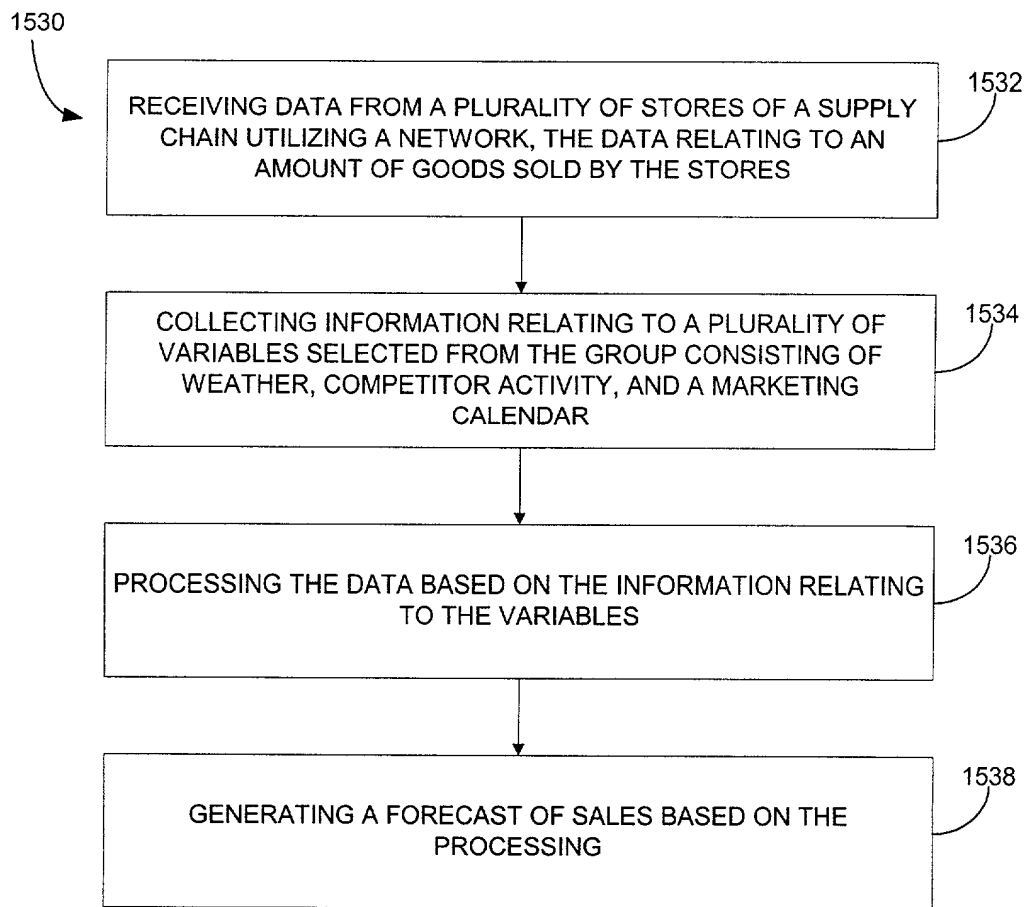 1530
1532
RECEIVING DATA FROM A PLURALITY OF STORES OF A SUPPLY
CHAIN UTILIZING A NETWORK, THE DATA RELATING TO AN
AMOUNT OF GOODS SOLD BY THE STORES
1534
COLLECTING INFORMATION RELATING TO A PLURALITY OF
VARIABLES SELECTED FROM THE GROUP CONSISTING OF
WEATHER, COMPETITOR ACTIVITY, AND A MARKETING
CALENDAR
1536
PROCESSING THE DATA BASED ON THE INFORMATION RELATING
TO THE VARIABLES
1538
GENERATING A FORECAST OF SALES BASED ON THE
PROCESSING